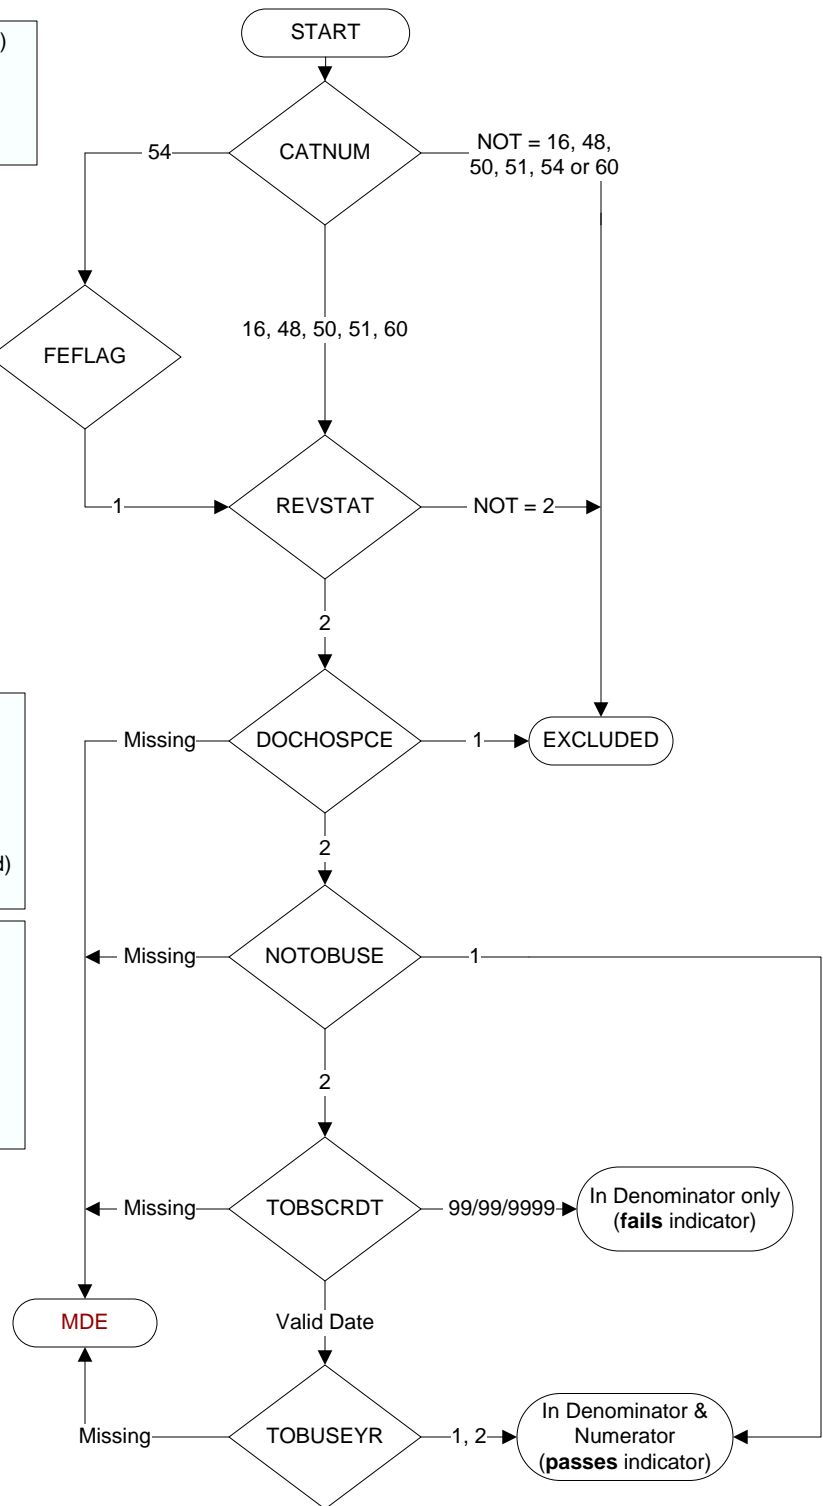 START
)
CATNUM
54
NOT = 16, 48,
50, 51, 54 or 60
16, 48, 50, 51, 60
FEFLAG
1
REVSTAT
NOT = 2
2
Missing
DOCHOSPCE
1
EXCLUDED
2
d)
Missing
NOTOBUSE
1
2
Missing
TOBSCRDT
99/99/9999
In Denominator only
(fails indicator)
MDE
Valid Date
Missing
TOBUSEYR
1, 2
In Denominator &
Numerator
(passes indicator)